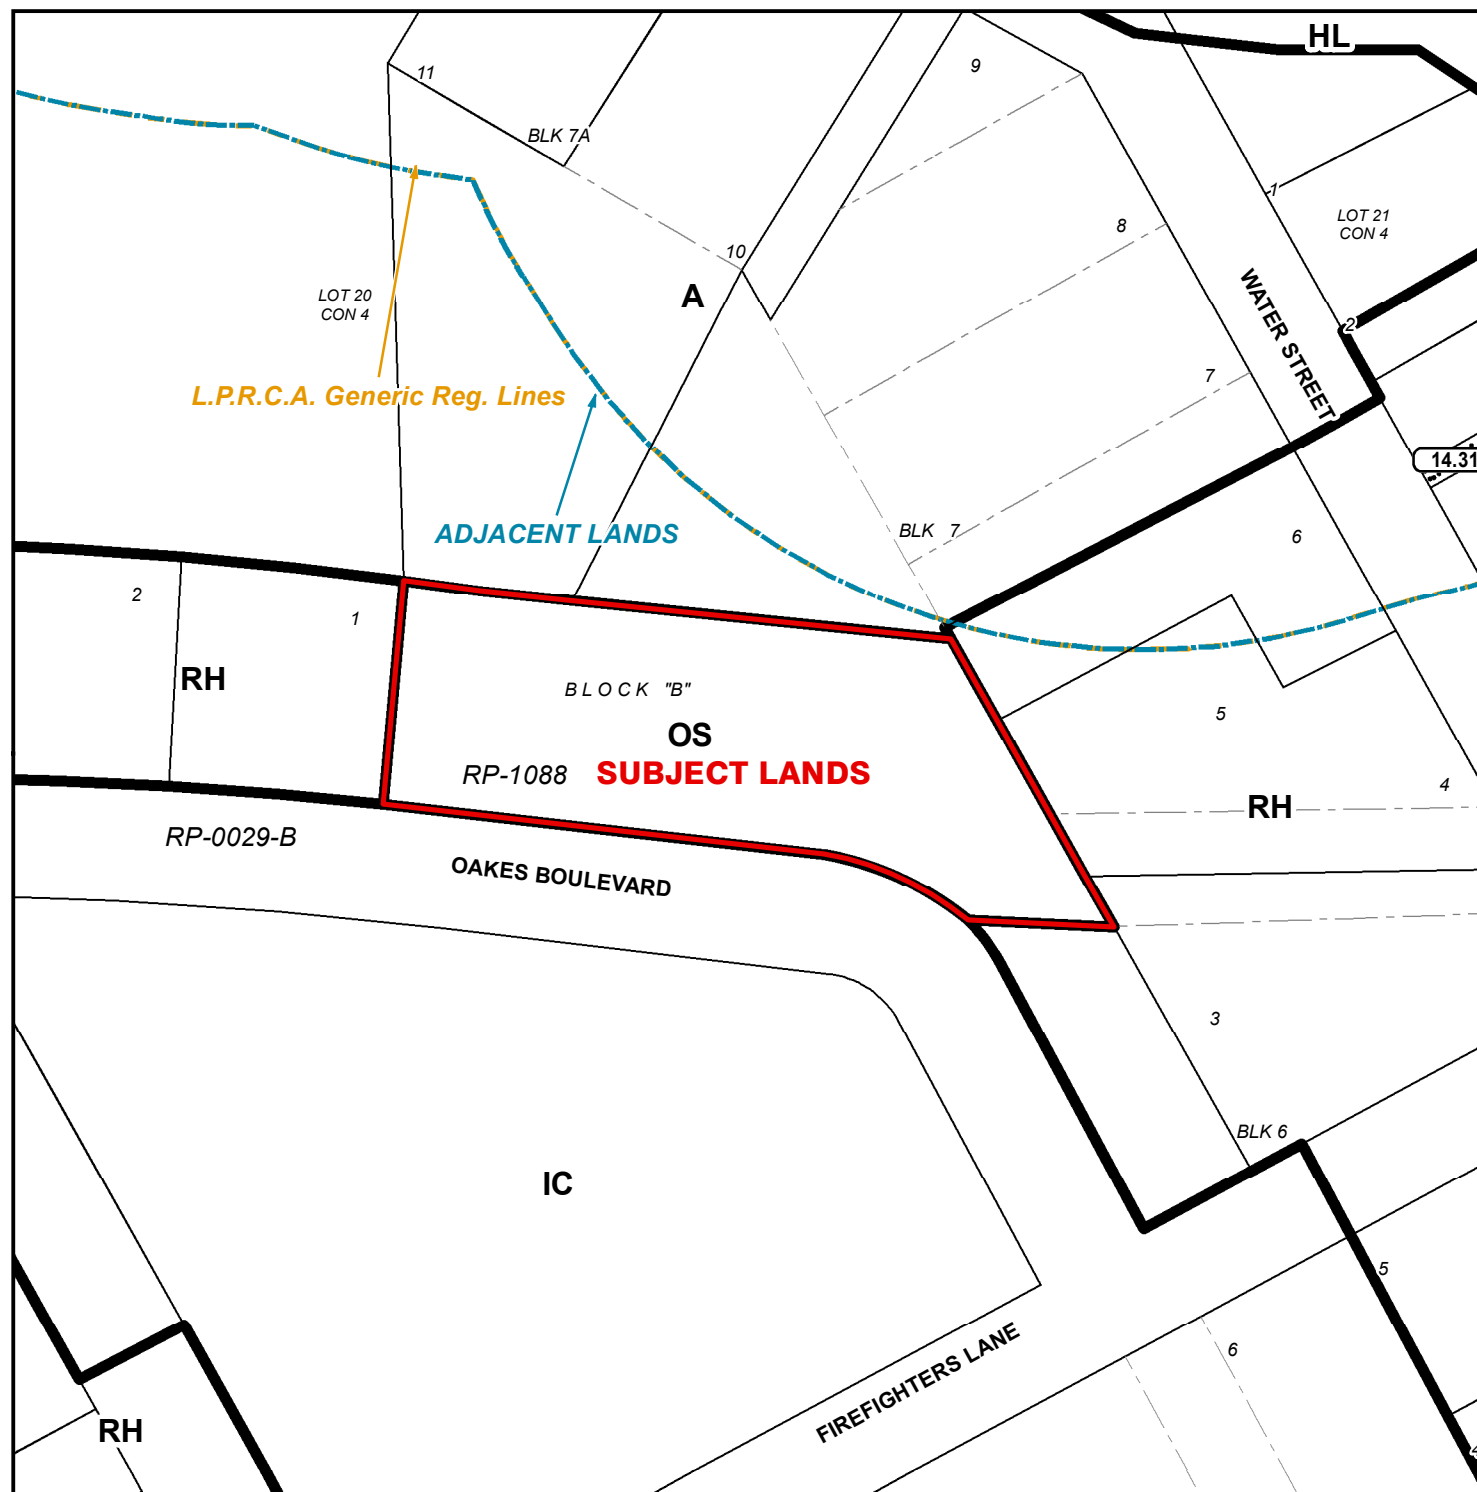 HL
9
11
BLK 7A
1
LOT 21
CON 4
8
10
A
LOT 20
CON 4
WATER STREET
2
7
L.P.R.C.A. Generic Reg. Lines
14.31
ADJACENT LANDS
BLK 7
6
2
1
RH
BLOCK "B"
OS
RP-1088
SUBJECT LANDS
5
4
RH
RP-0029-B
OAKES BOULEVARD
3
BLK 6
IC
5
6
FIREFIGHTERS LANE
RH
4